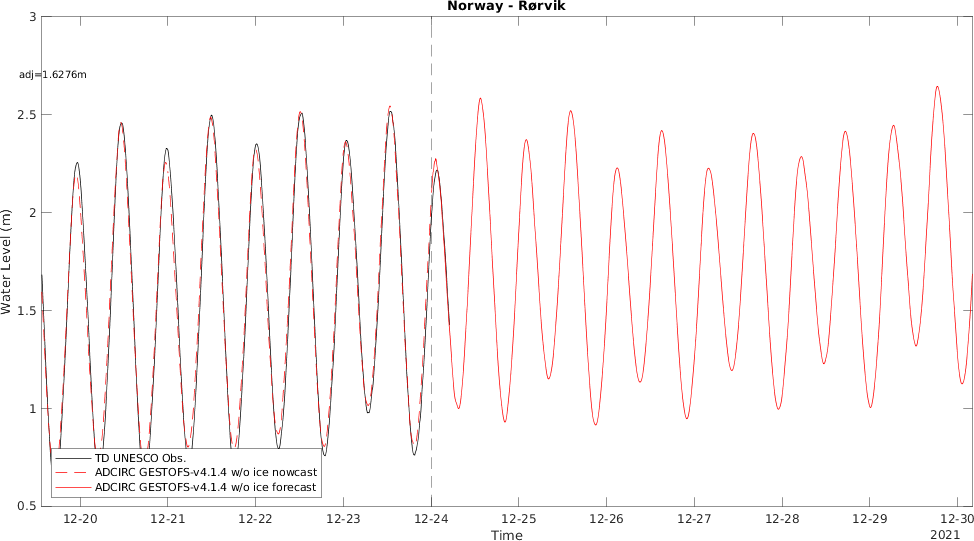 Norway - Rørvik
adj=1.6276m
Water Level (m)
3
2.5
2
1.5
1
0.5
TD UNESCO Obs.
ADCIRC GESTOFS-v4.1.4 w/o ice nowcast
ADCIRC GESTOFS-v4.1.4 w/o ice forecast
12-20 12-21 12-22 12-23 12-24 12-25 12-26 12-27 12-28 12-29 12-30
Time
2021